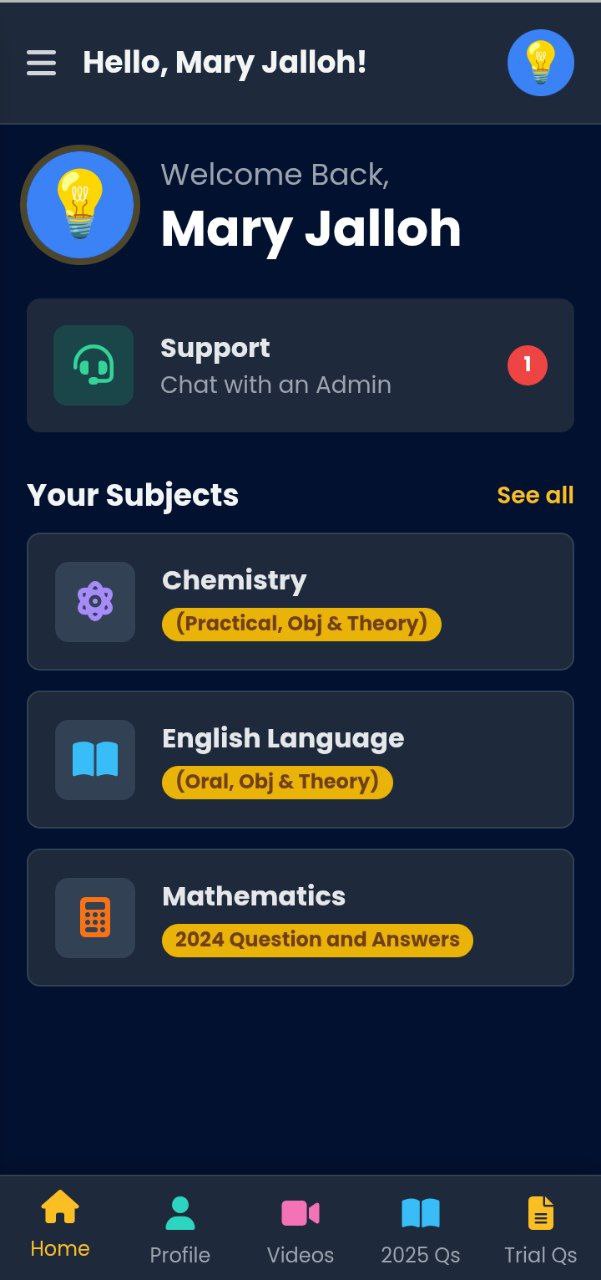 Hello, Mary Jalloh!
Welcome Back,
Mary Jalloh
Support
Chat with an Admin
1
Your Subjects
See all
Chemistry
(Practical, Obj & Theory)
English Language
(Oral, Obj & Theory)
Mathematics
2024 Question and Answers
Home
Profile
Videos
2025 Qs
Trial Qs